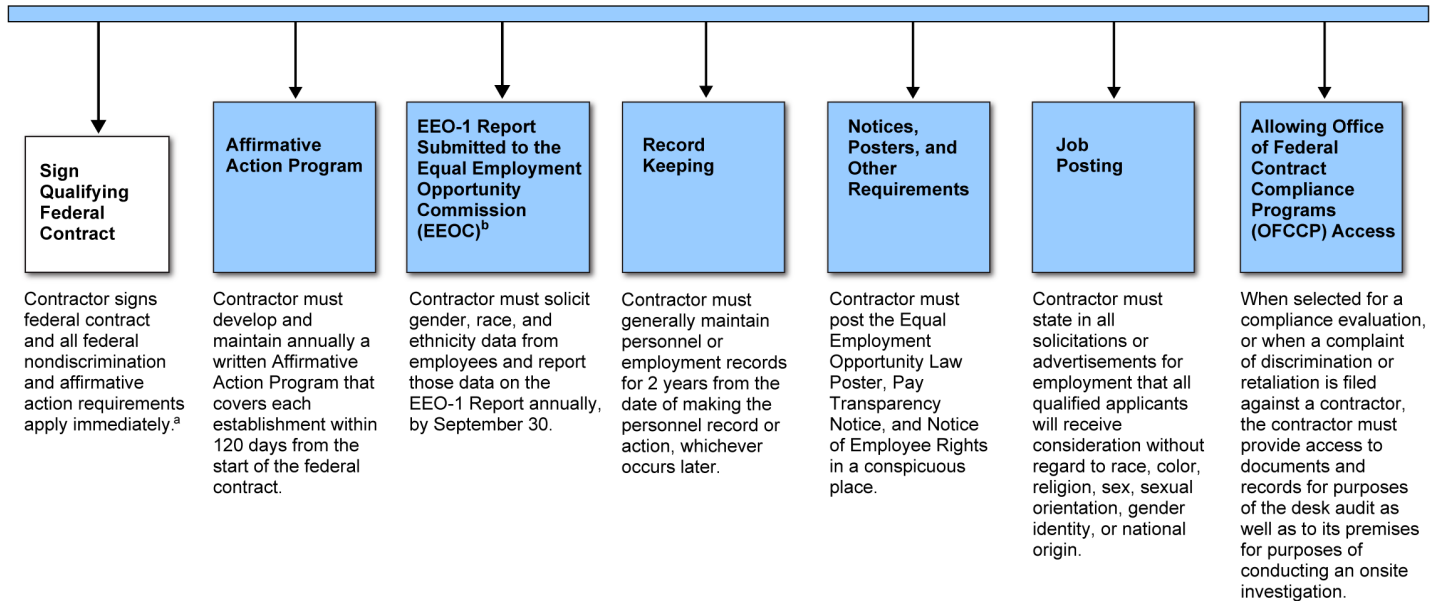 Sign
Qualifying
Federal
Contract
Contractor signs
federal contract
and all federal
nondiscrimination
and affirmative
action requirements
apply immediately.a
Affirmative
Action Program
Contractor must
develop and
maintain annually a
written Affirmative
Action Program that
covers each
establishment within
120 days from the
start of the federal
contract.
EEO-1 Report
Submitted to the
Equal Employment
Opportunity
Commission
(EEOC)b
Contractor must solicit
gender, race, and
ethnicity data from
employees and report
those data on the
EEO-1 Report annually,
by September 30.
Record
Keeping
Contractor must
generally maintain
personnel or
employment records
for 2 years from the
date of making the
personnel record or
action, whichever
occurs later.
Notices,
Posters, and
Other
Requirements
Contractor must
post the Equal
Employment
Opportunity Law
Poster, Pay
Transparency
Notice, and Notice
of Employee Rights
in a conspicuous
place.
Job
Posting
Contractor must
state in all
solicitations or
advertisements for
employment that all
qualified applicants
will receive
consideration without
regard to race, color,
religion, sex, sexual
orientation, gender
identity, or national
origin.
Allowing Office
of Federal
Contract
Compliance
Programs
(OFCCP) Access
When selected for a
compliance evaluation,
or when a complaint
of discrimination or
retaliation is filed
against a contractor,
the contractor must
provide access to
documents and
records for purposes
of the desk audit as
well as to its premises
for purposes of
conducting an onsite
investigation.